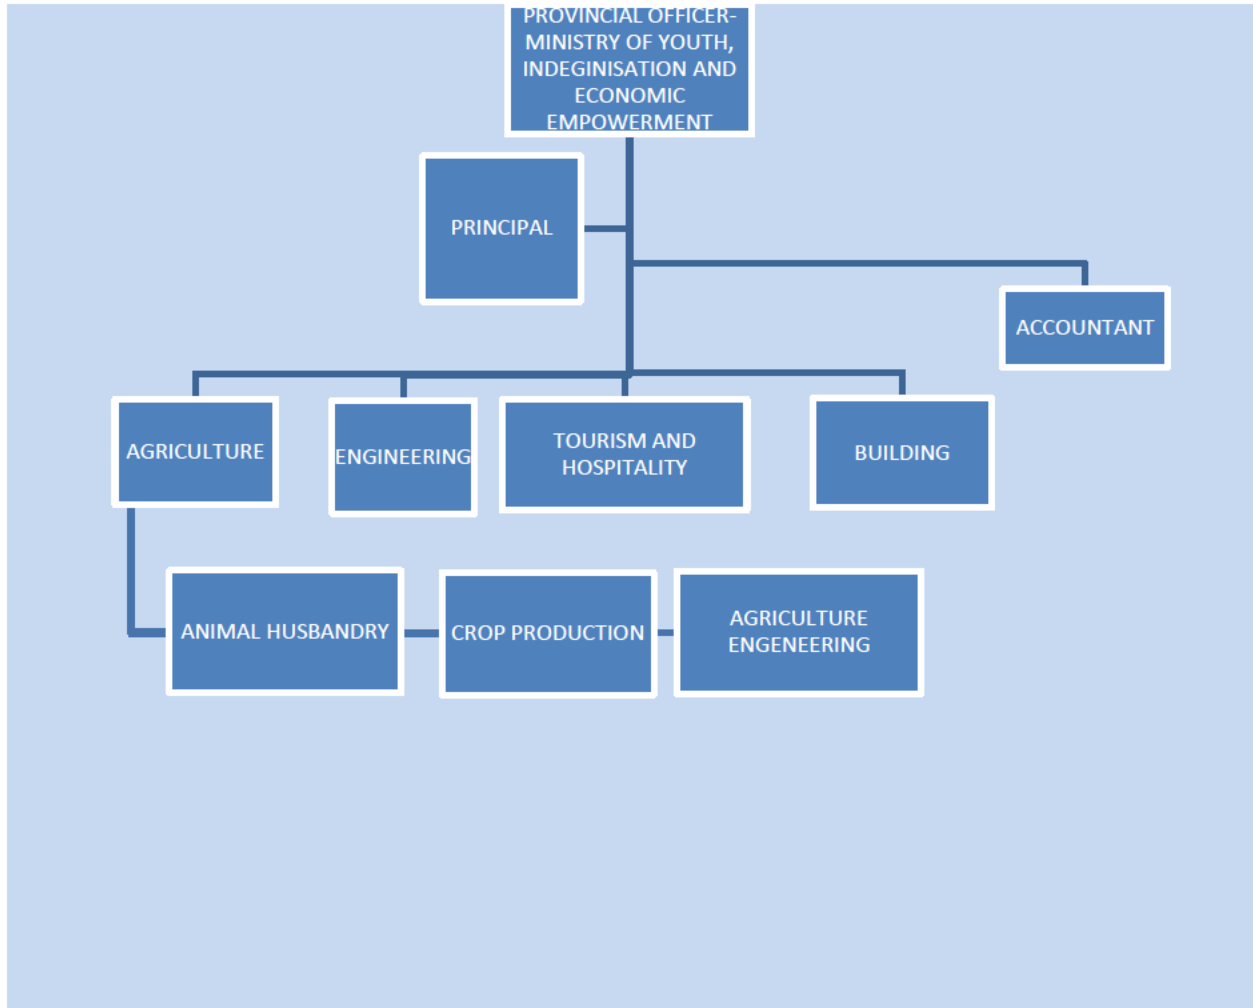 PROVINCIAL OFFICER-
MINISTRY OF YOUTH,
INDEGINISATION AND
ECONOMIC
EMPOWERMENT
PRINCIPAL
ACCOUNTANT
AGRICULTURE
ENGINEERING
TOURISM AND
HOSPITALITY
BUILDING
ANIMAL HUSBANDRY
CROP PRODUCTION
AGRICULTURE
ENGENEERING